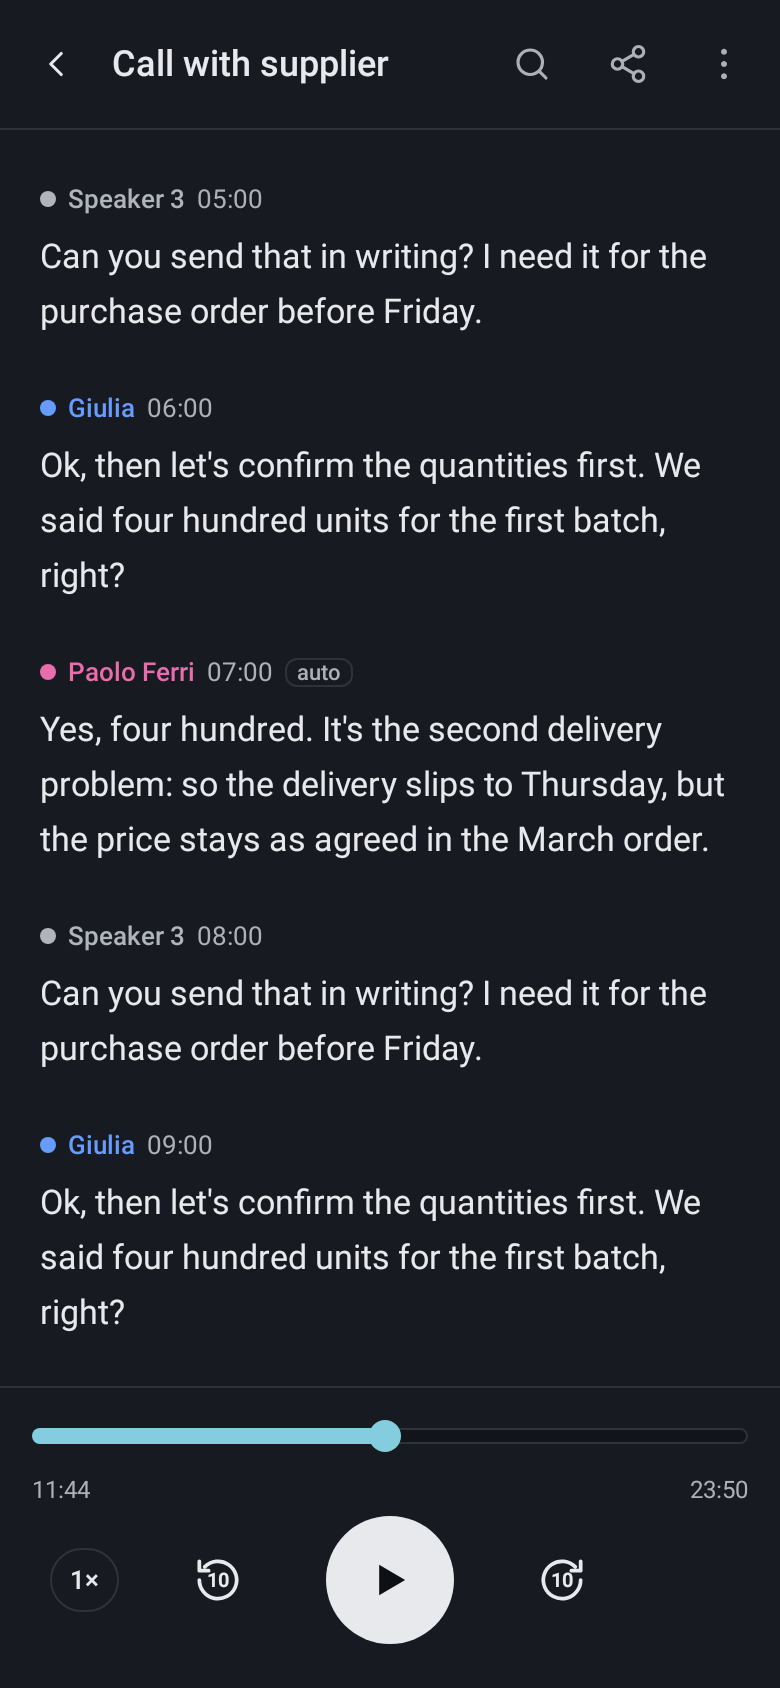 Call with supplier
Speaker 3 05:00
Can you send that in writing? I need it for the
purchase order before Friday.
Giulia 06:00
Ok, then let's confirm the quantities first. We
said four hundred units for the first batch,
right?
Paolo Ferri 07:00 auto
Yes, four hundred. It's the second delivery
problem: so the delivery slips to Thursday, but
the price stays as agreed in the March order.
Speaker 3 08:00
Can you send that in writing? I need it for the
purchase order before Friday.
Giulia 09:00
Ok, then let's confirm the quantities first. We
said four hundred units for the first batch,
right?
11:44 23:50
1× 10 10